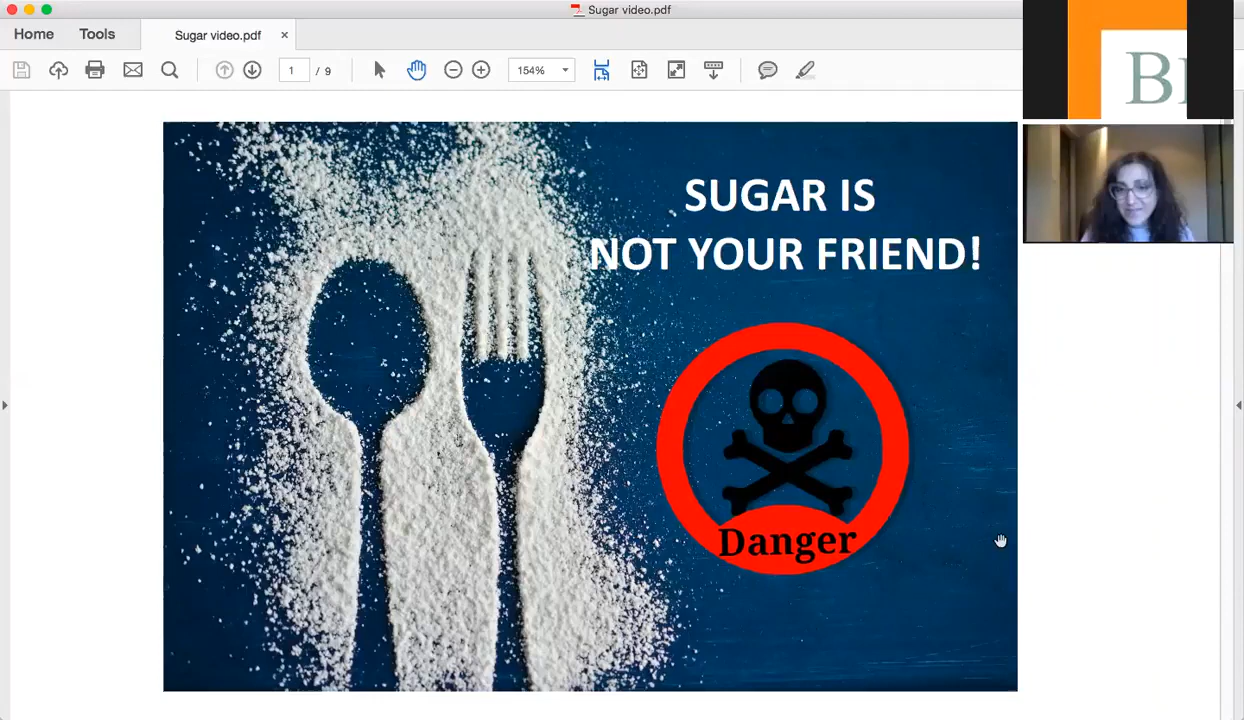 Sugar video.pdf
Home Tools Sugar video.pdf
1 / 9 154%
SUGAR IS
NOT YOUR FRIEND!
Danger